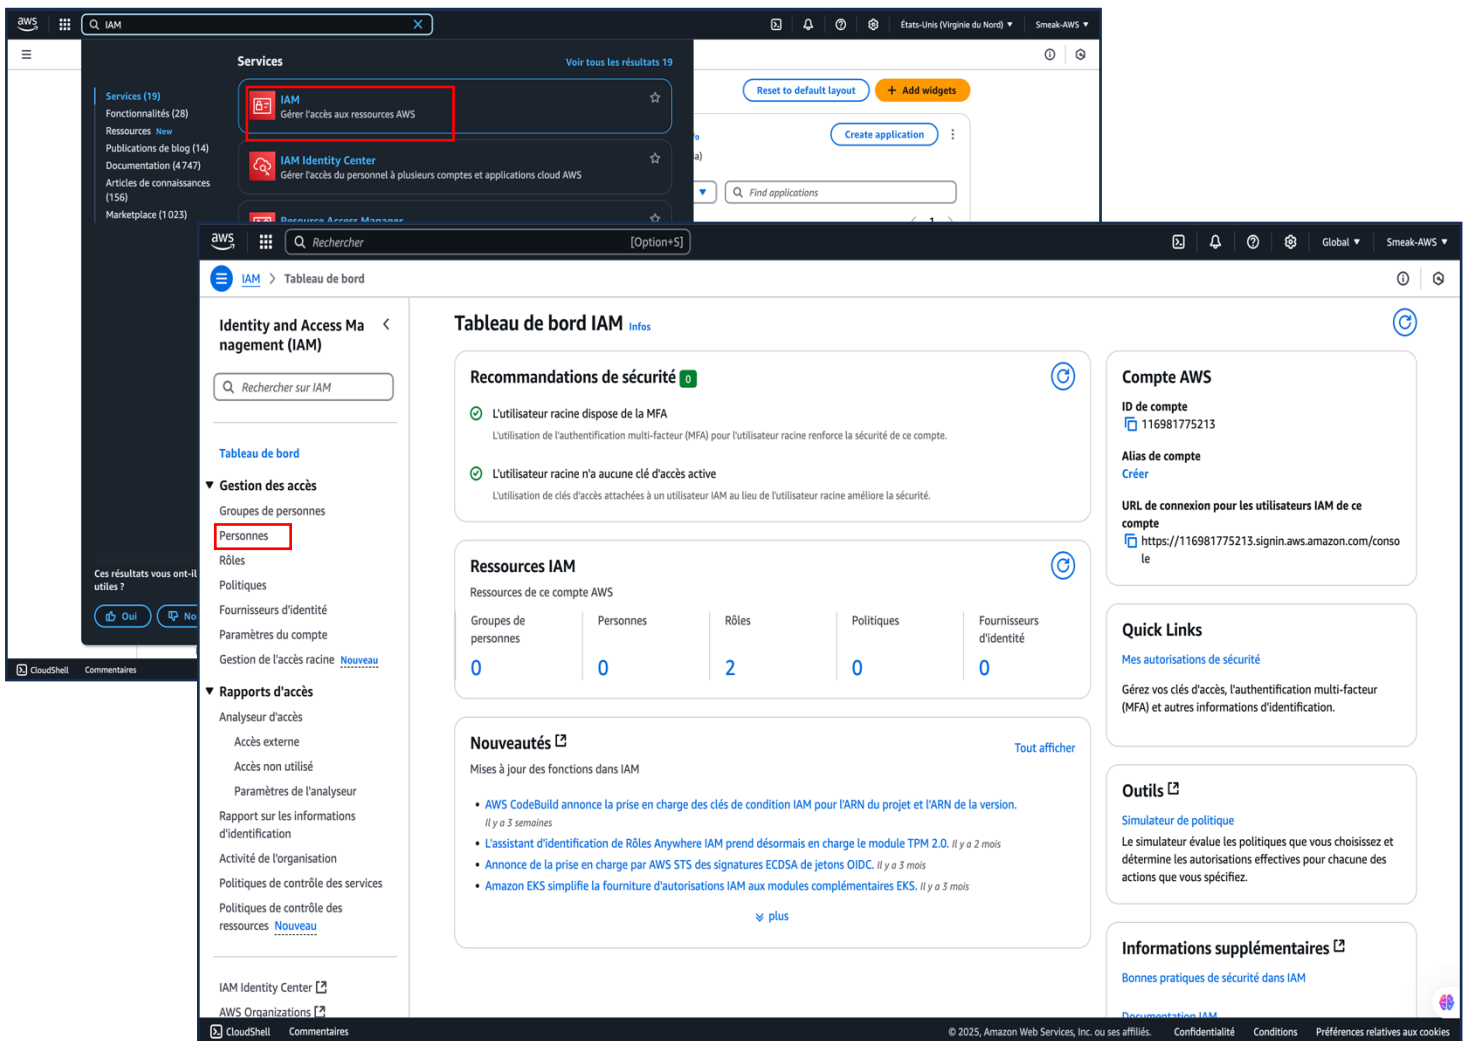 aws
IAM
États-Unis (Virginie du Nord) ▼
Smeak-AWS ▼
Services (19)
Fonctionnalités (28)
Ressources New
Publications de blog (14)
Documentation (4 747)
Articles de connaissances
(156)
Marketplace (1 023)
Services
Voir tous les résultats 19
IAM
Gérer l'accès aux ressources AWS
IAM Identity Center
Gérer l'accès du personnel à plusieurs comptes et applications cloud AWS
Resource Access Manager
Ces résultats vous ont-il
utiles ?
Oui
No
Reset to default layout
+ Add widgets
Create application
Find applications
1
CloudShell
Commentaires
aws
Rechercher
[Option+S]
Global ▼
Smeak-AWS ▼
IAM > Tableau de bord
Identity and Access Ma
nagement (IAM)
Rechercher sur IAM
Tableau de bord
Gestion des accès
Groupes de personnes
Personnes
Rôles
Politiques
Fournisseurs d'identité
Paramètres du compte
Gestion de l'accès racine Nouveau
Rapports d'accès
Analyseur d'accès
Accès externe
Accès non utilisé
Paramètres de l'analyseur
Rapport sur les informations
d'identification
Activité de l'organisation
Politiques de contrôle des services
Politiques de contrôle des
ressources Nouveau
IAM Identity Center
AWS Organizations
Tableau de bord IAM Infos
Recommandations de sécurité 0
L'utilisateur racine dispose de la MFA
L'utilisation de l'authentification multi-facteur (MFA) pour l'utilisateur racine renforce la sécurité de ce compte.
L'utilisateur racine n'a aucune clé d'accès active
L'utilisation de clés d'accès attachées à un utilisateur IAM au lieu de l'utilisateur racine améliore la sécurité.
Ressources IAM
Ressources de ce compte AWS
Groupes de
personnes
0
Personnes
0
Rôles
2
Politiques
0
Fournisseurs
d'identité
0
Nouveautés
Tout afficher
Mises à jour des fonctions dans IAM
• AWS CodeBuild annonce la prise en charge des clés de condition IAM pour l'ARN du projet et l'ARN de la version.
Il y a 3 semaines
• L'assistant d'identification de Rôles Anywhere IAM prend désormais en charge le module TPM 2.0. Il y a 2 mois
• Annonce de la prise en charge par AWS STS des signatures ECDSA de jetons OIDC. Il y a 3 mois
• Amazon EKS simplifie la fourniture d'autorisations IAM aux modules complémentaires EKS. Il y a 3 mois
plus
Compte AWS
ID de compte
116981775213
Alias de compte
Créer
URL de connexion pour les utilisateurs IAM de ce
compte
https://116981775213.signin.aws.amazon.com/conso
le
Quick Links
Mes autorisations de sécurité
Gérez vos clés d'accès, l'authentification multi-facteur
(MFA) et autres informations d'identification.
Outils
Simulateur de politique
Le simulateur évalue les politiques que vous choisissez et
détermine les autorisations effectives pour chacune des
actions que vous spécifiez.
Informations supplémentaires
Bonnes pratiques de sécurité dans IAM
Documentation IAM
CloudShell
Commentaires
© 2025, Amazon Web Services, Inc. ou ses affiliés.
Confidentialité
Conditions
Préférences relatives aux cookies